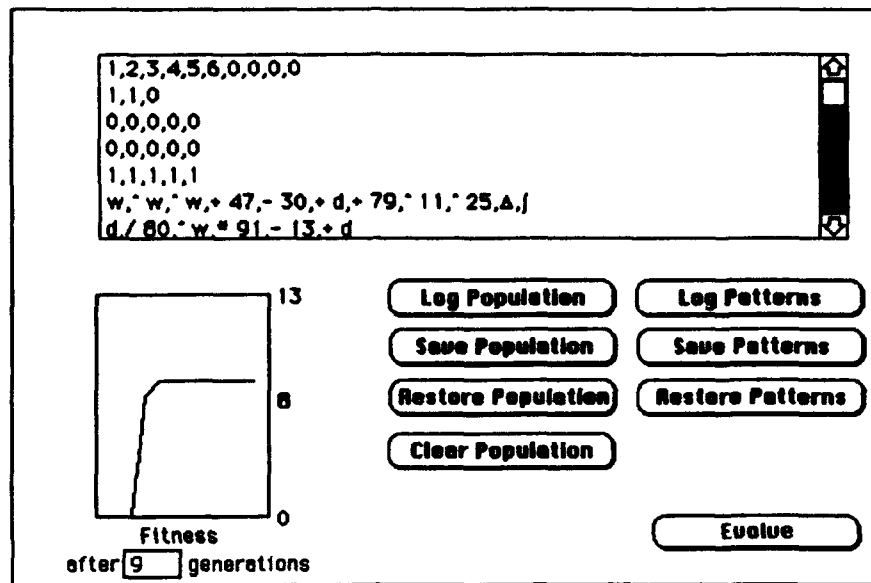 1,2,3,4,5,6,0,0,0,0
1,1,0
0,0,0,0,0
0,0,0,0,0
1,1,1,1,1
w,^ w,^ w,+ 47,- 30,+ d,+ 79,^ 11,^ 25,∆,∫
d,/ 80,^ w,* 91,- 13,+ d
13
Log Population
Log Patterns
Save Population
Save Patterns
6
Restore Population
Restore Patterns
Clear Population
0
Fitness
Evolve
after 9 generations